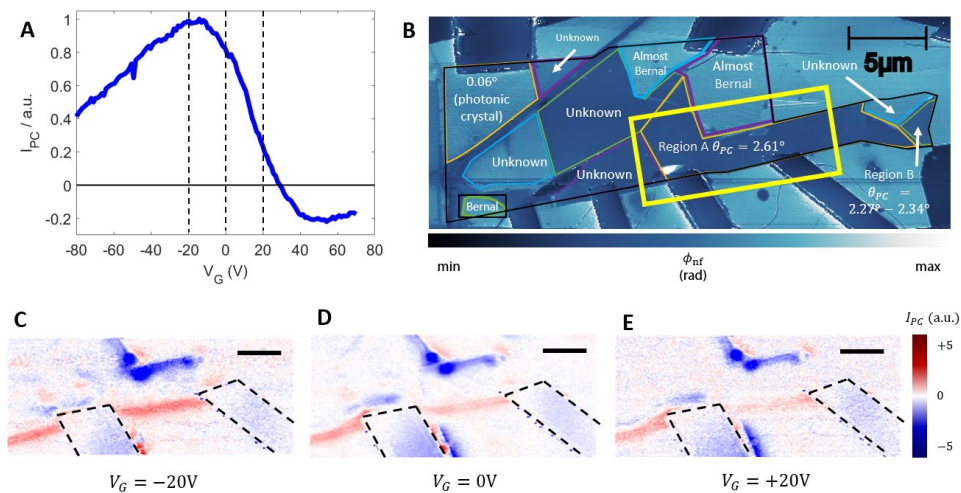 A
I_PC / a.u.
1
0.8
0.6
0.4
0.2
0
-0.2
-80 -60 -40 -20 0 20 40 60 80
V_G (V)
B
Unknown
Almost
Bernal
Almost
Bernal
5μm
Unknown
0.06°
(photonic
crystal)
Unknown
Region A θ_PC = 2.61°
Unknown
Unknown
Region B
θ_PC =
2.27° − 2.34°
Bernal
min
ϕ_nf
(rad)
max
C
D
E
I_PC (a.u.)
+5
0
−5
V_G = −20V
V_G = 0V
V_G = +20V